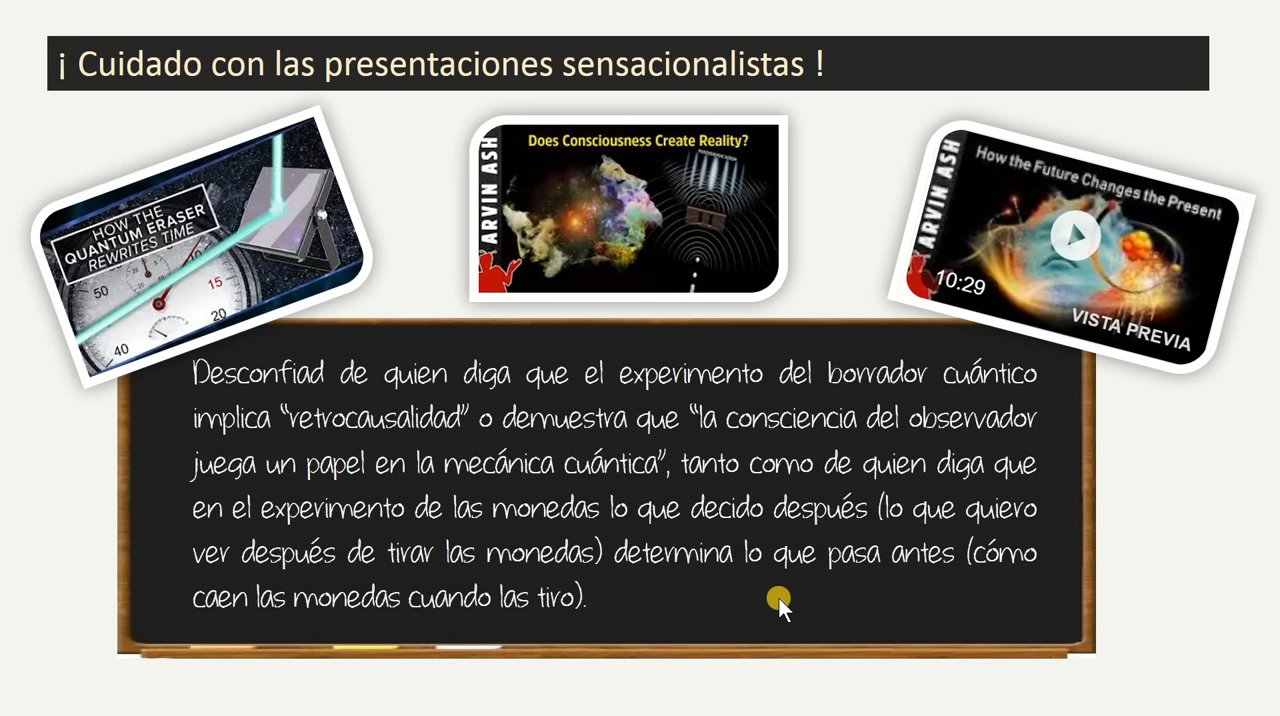 ¡ Cuidado con las presentaciones sensacionalistas !
HOW THE
QUANTUM ERASER
REWRITES TIME
50
15
20
40
ARVIN ASH
Does Consciousness Create Reality?
ARVIN ASH
How the Future Changes the Present
10:29
VISTA PREVIA
Desconfiad de quien diga que el experimento del borrador cuántico
implica “retrocausalidad” o demuestra que “la consciencia del observador
juega un papel en la mecánica cuántica”, tanto como de quien diga que
en el experimento de las monedas lo que decido después (lo que quiero
ver después de tirar las monedas) determina lo que pasa antes (cómo
caen las monedas cuando las tiro).